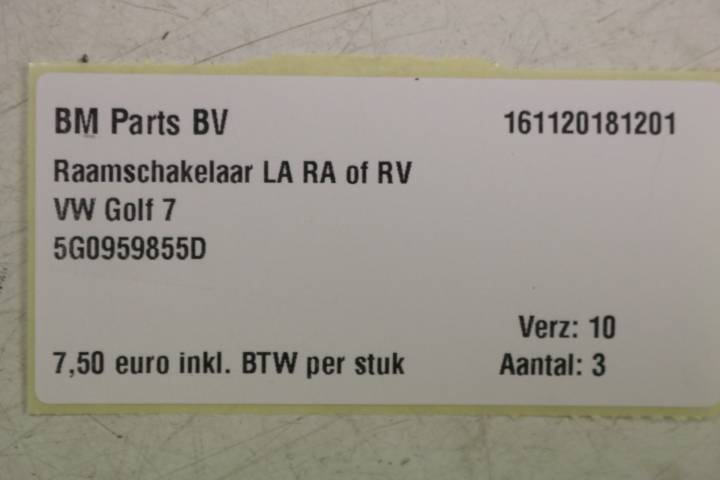 BM Parts BV 161120181201
Raamschakelaar LA RA of RV
VW Golf 7
5G0959855D
Verz: 10
7,50 euro inkl. BTW per stuk Aantal: 3